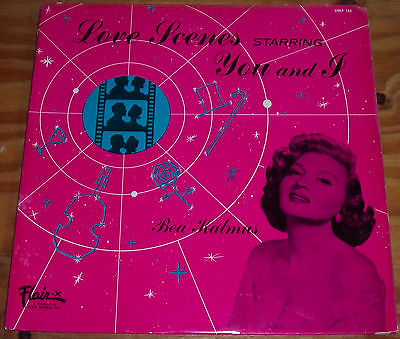 Love Scenes STARRING
You and I
Bea Kalmus
Flair-X